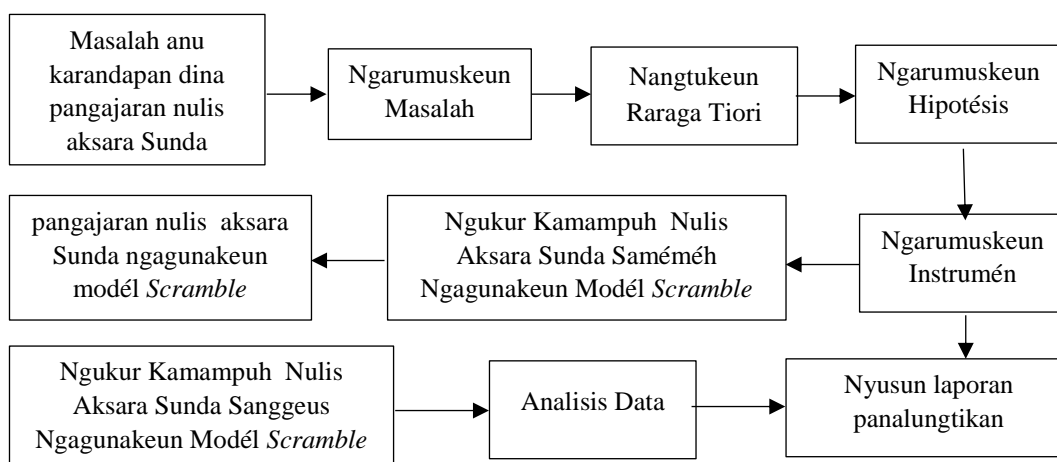 Masalah anu
karandapan dina
pangajaran nulis
aksara Sunda
Ngarumuskeun
Masalah
Nangtukeun
Raraga Tiori
Ngarumuskeun
Hipotésis
pangajaran nulis aksara
Sunda ngagunakeun
modél Scramble
Ngukur Kamampuh Nulis
Aksara Sunda Saméméh
Ngagunakeun Modél Scramble
Ngarumuskeun
Instrumén
Ngukur Kamampuh Nulis
Aksara Sunda Sanggeus
Ngagunakeun Modél Scramble
Analisis Data
Nyusun laporan
panalungtikan